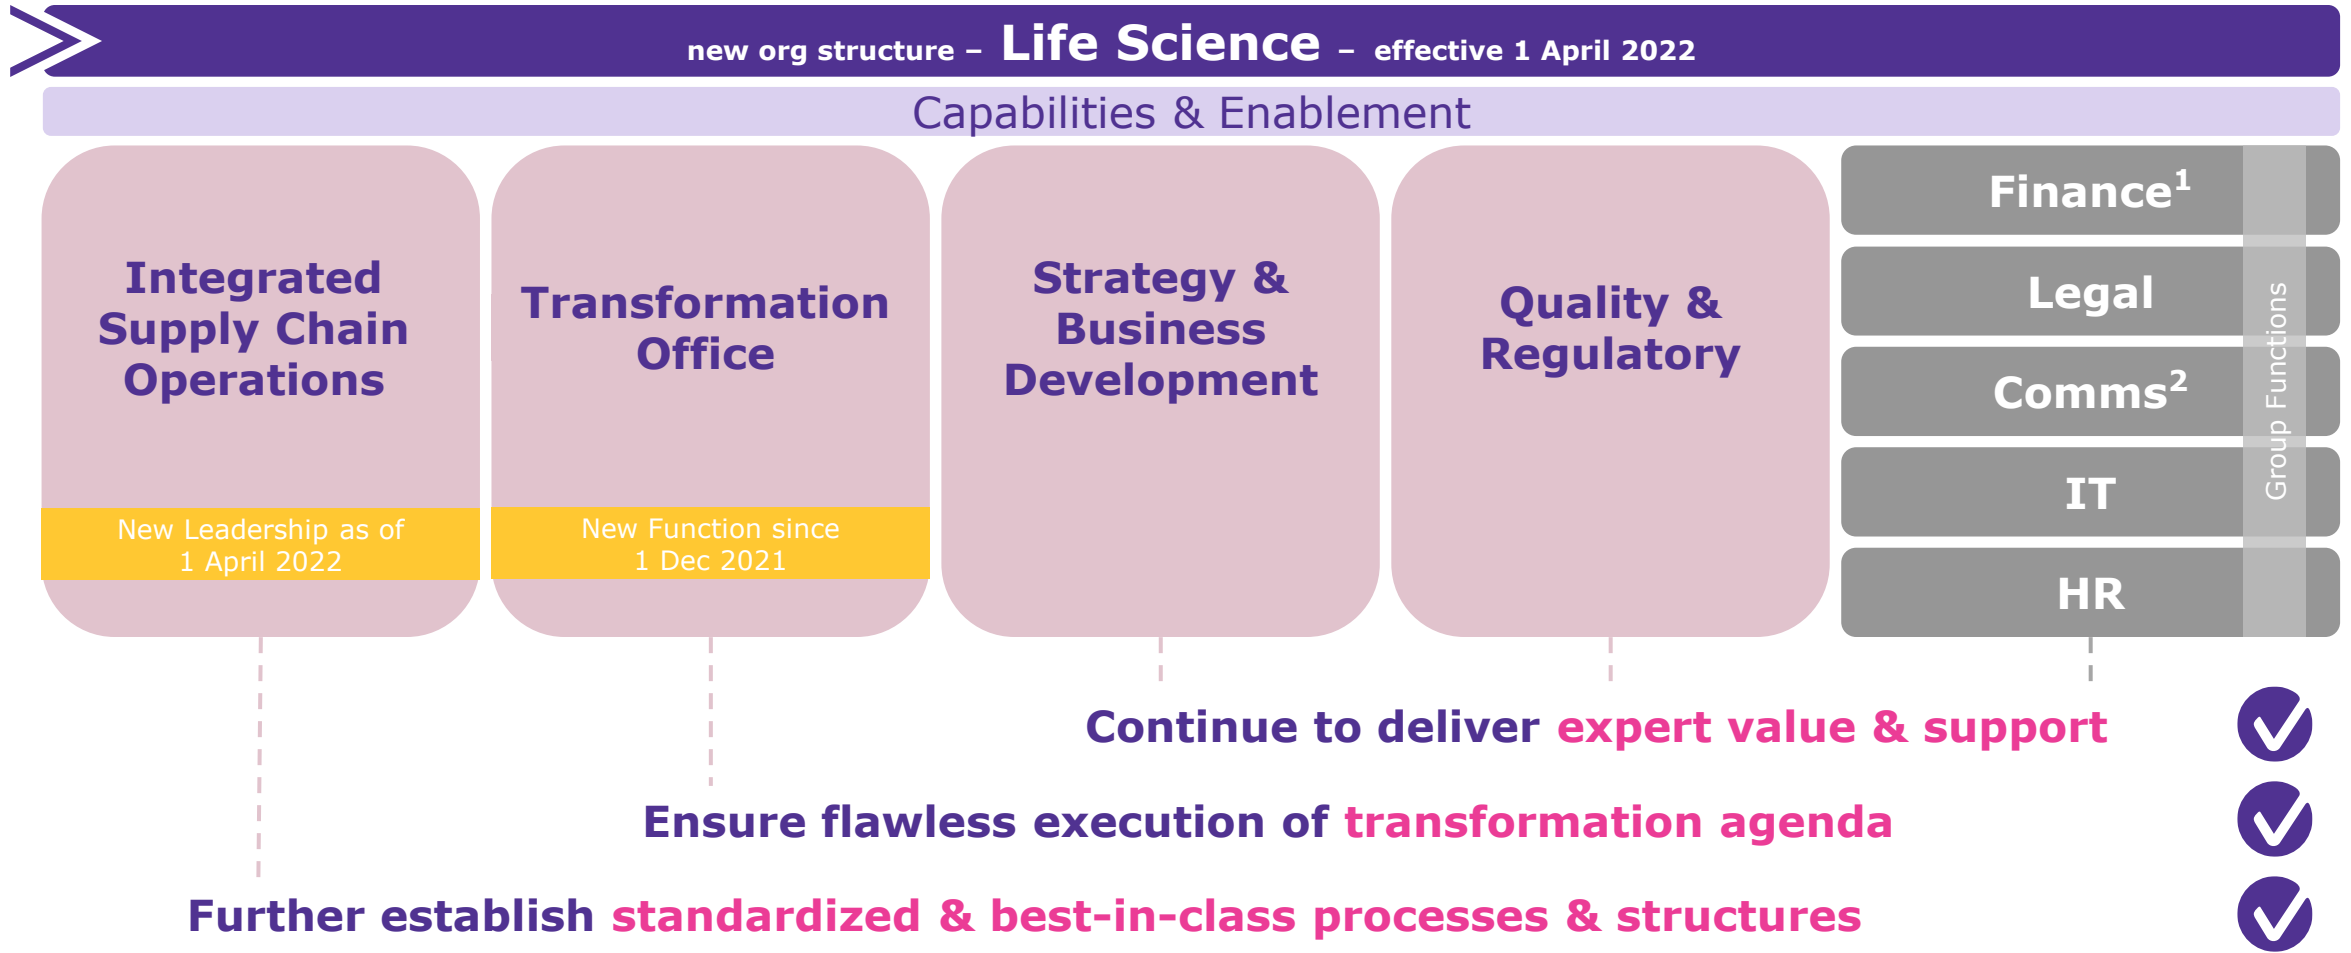 new org structure – Life Science – effective 1 April 2022
Capabilities & Enablement
Integrated
Supply Chain
Operations
New Leadership as of
1 April 2022
Transformation
Office
New Function since
1 Dec 2021
Strategy &
Business
Development
Quality &
Regulatory
Finance¹
Legal
Comms²
IT
HR
Group Functions
Continue to deliver expert value & support
Ensure flawless execution of transformation agenda
Further establish standardized & best-in-class processes & structures